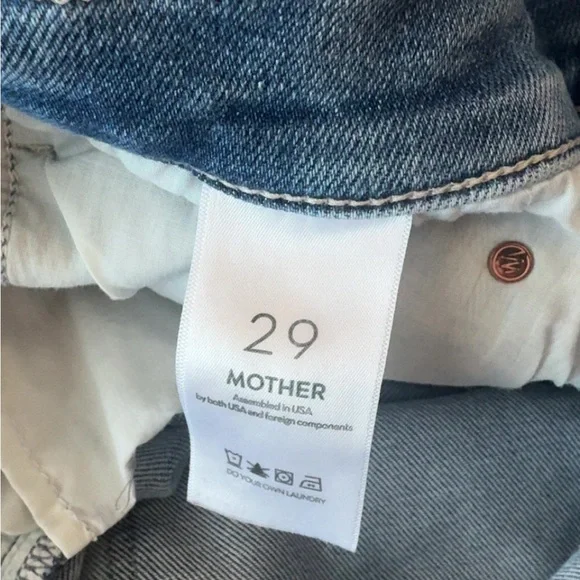 29
MOTHER
Assembled in USA
by both USA and foreign components
DO YOUR OWN LAUNDRY